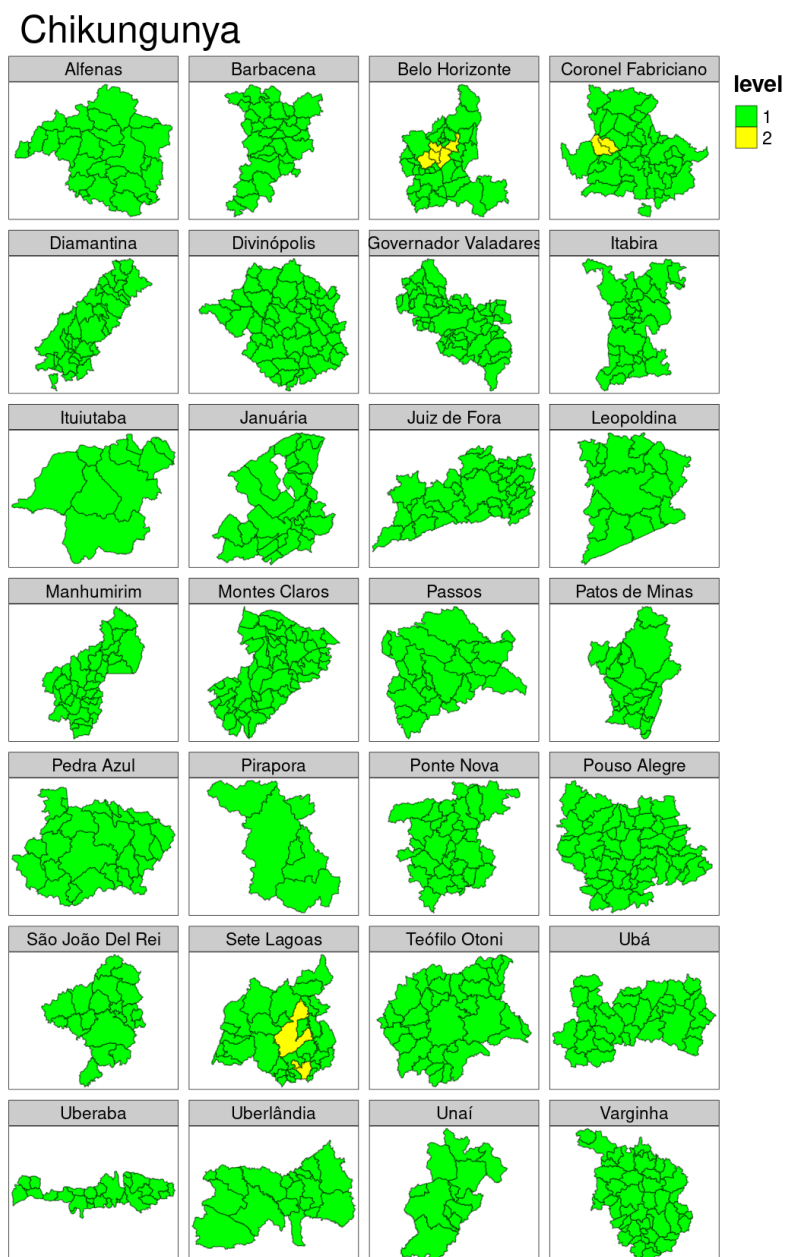 Chikungunya
Alfenas
Barbacena
Belo Horizonte
Coronel Fabriciano
level
1
2
Diamantina
Divinópolis
Governador Valadares
Itabira
Ituiutaba
Januária
Juiz de Fora
Leopoldina
Manhumirim
Montes Claros
Passos
Patos de Minas
Pedra Azul
Pirapora
Ponte Nova
Pouso Alegre
São João Del Rei
Sete Lagoas
Teófilo Otoni
Ubá
Uberaba
Uberlândia
Unaí
Varginha